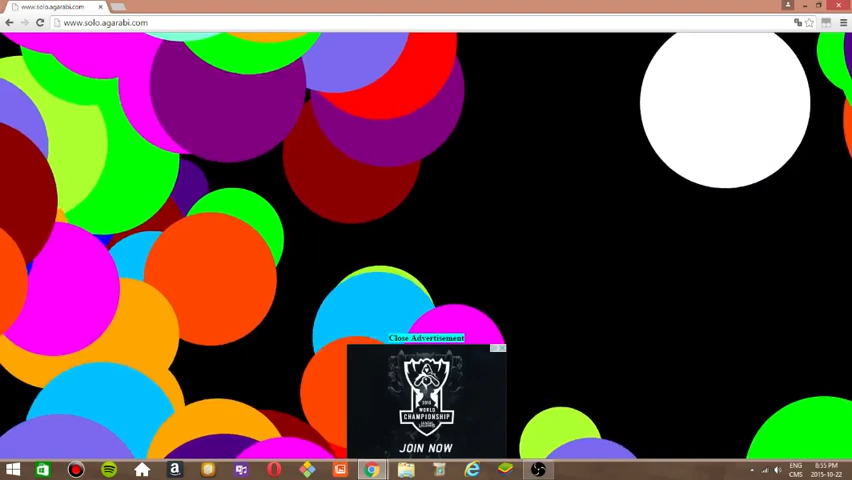 www.solo.agarabi.com
www.solo.agarabi.com
Close Advertisement
2015
WORLD
CHAMPIONSHIP
JOIN NOW
ENG
8:55 PM
CMS
2015-10-22